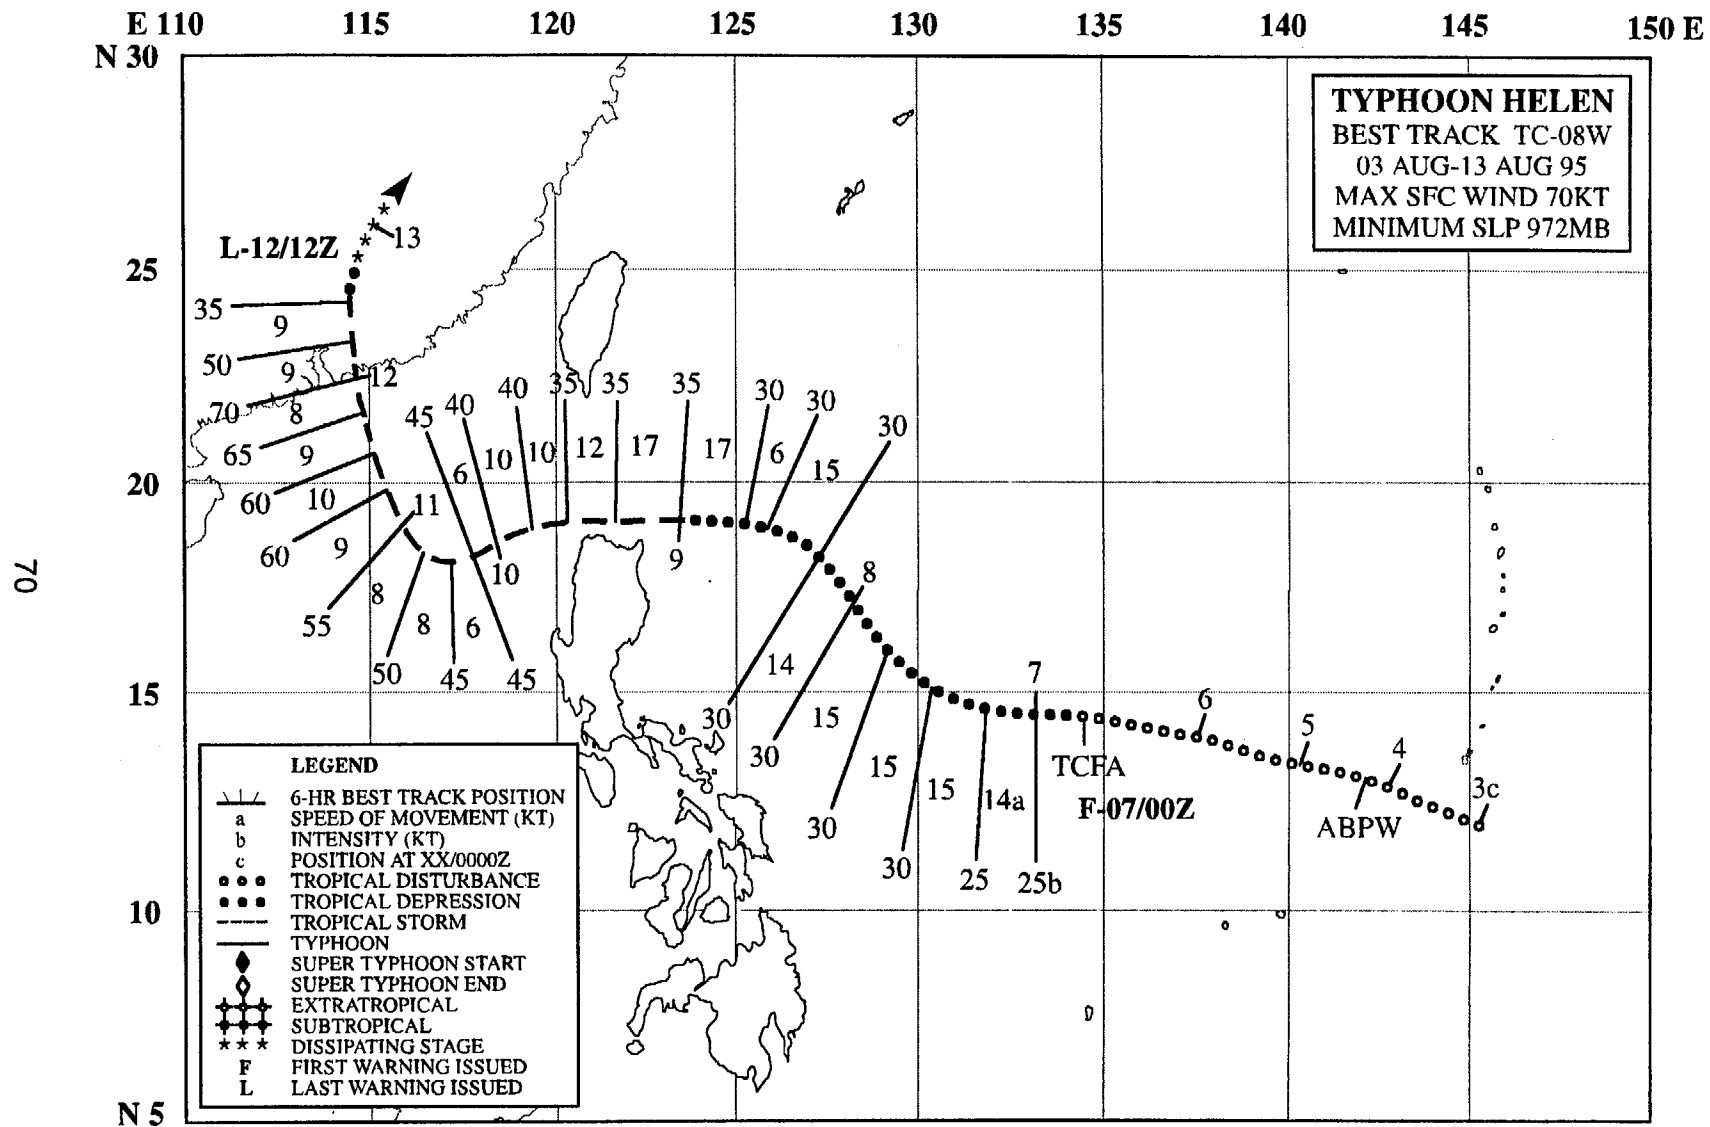 E 110 115 120 125 130 135 140 145 150 E
N 30
TYPHOON HELEN
BEST TRACK TC-08W
03 AUG-13 AUG 95
MAX SFC WIND 70KT
MINIMUM SLP 972MB
L-12/12Z
13
25
35
9
50
9
12
70
8
65
9
60
10
11
60
9
55
8
50
8
45
6
45
45
6
40
10
10
40
10
35
12
35
17
35
9
17
30
6
30
15
30
20
8
14
30
15
30
15
30
15
30
14a
25
7
25b
TCFA
F-07/00Z
6
5
4
3c
ABPW
15
10
N 5
70
LEGEND
6-HR BEST TRACK POSITION
a SPEED OF MOVEMENT (KT)
b INTENSITY (KT)
c POSITION AT XX/0000Z
TROPICAL DISTURBANCE
TROPICAL DEPRESSION
TROPICAL STORM
TYPHOON
SUPER TYPHOON START
SUPER TYPHOON END
EXTRATROPICAL
SUBTROPICAL
* * * DISSIPATING STAGE
F FIRST WARNING ISSUED
L LAST WARNING ISSUED